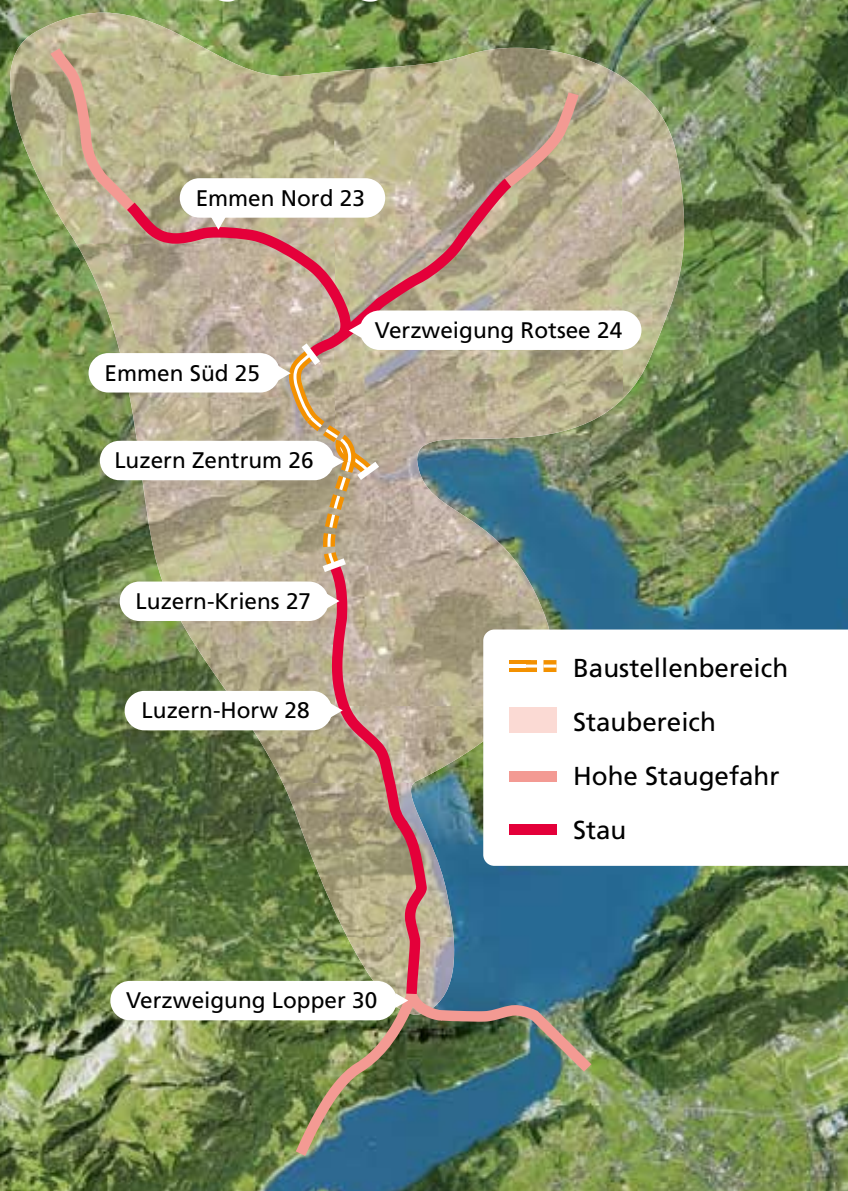 Emmen Nord 23
Verzweigung Rotsee 24
Emmen Süd 25
Luzern Zentrum 26
Luzern-Kriens 27
Luzern-Horw 28
Verzweigung Lopper 30
Baustellenbereich
Staubereich
Hohe Staugefahr
Stau